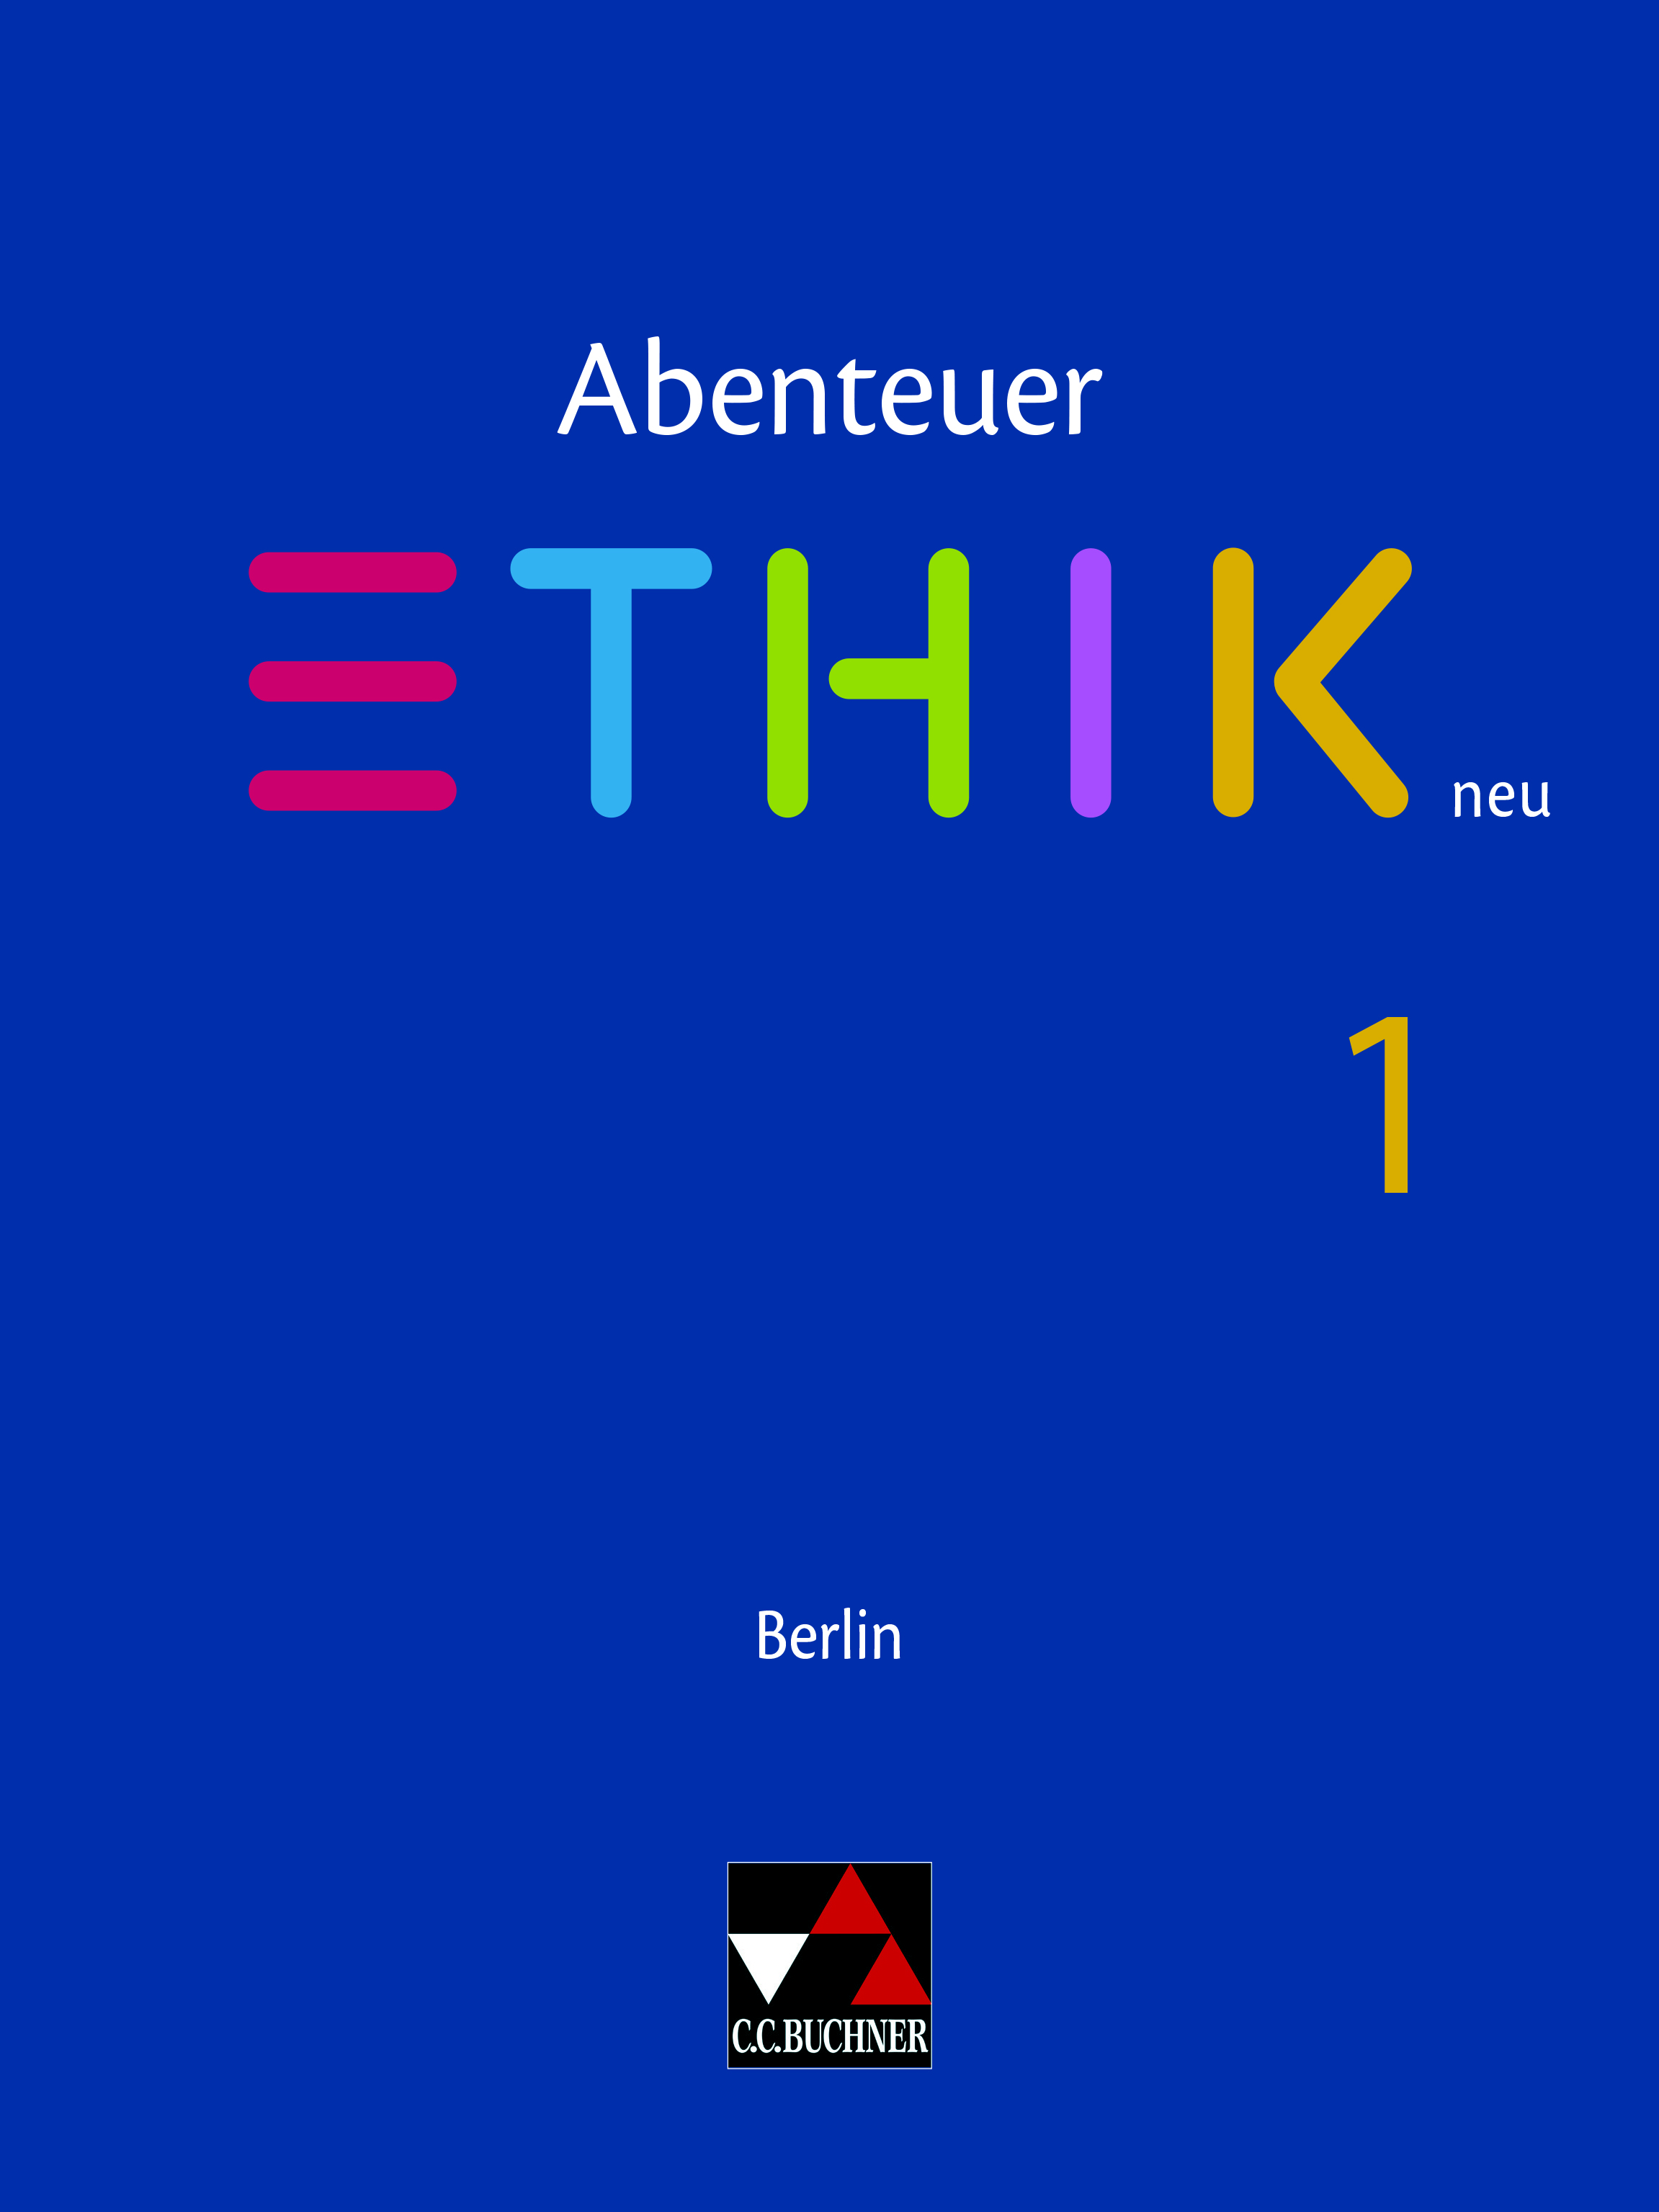 Abenteuer
ETHIK neu
1
Berlin
C.C.BUCHNER